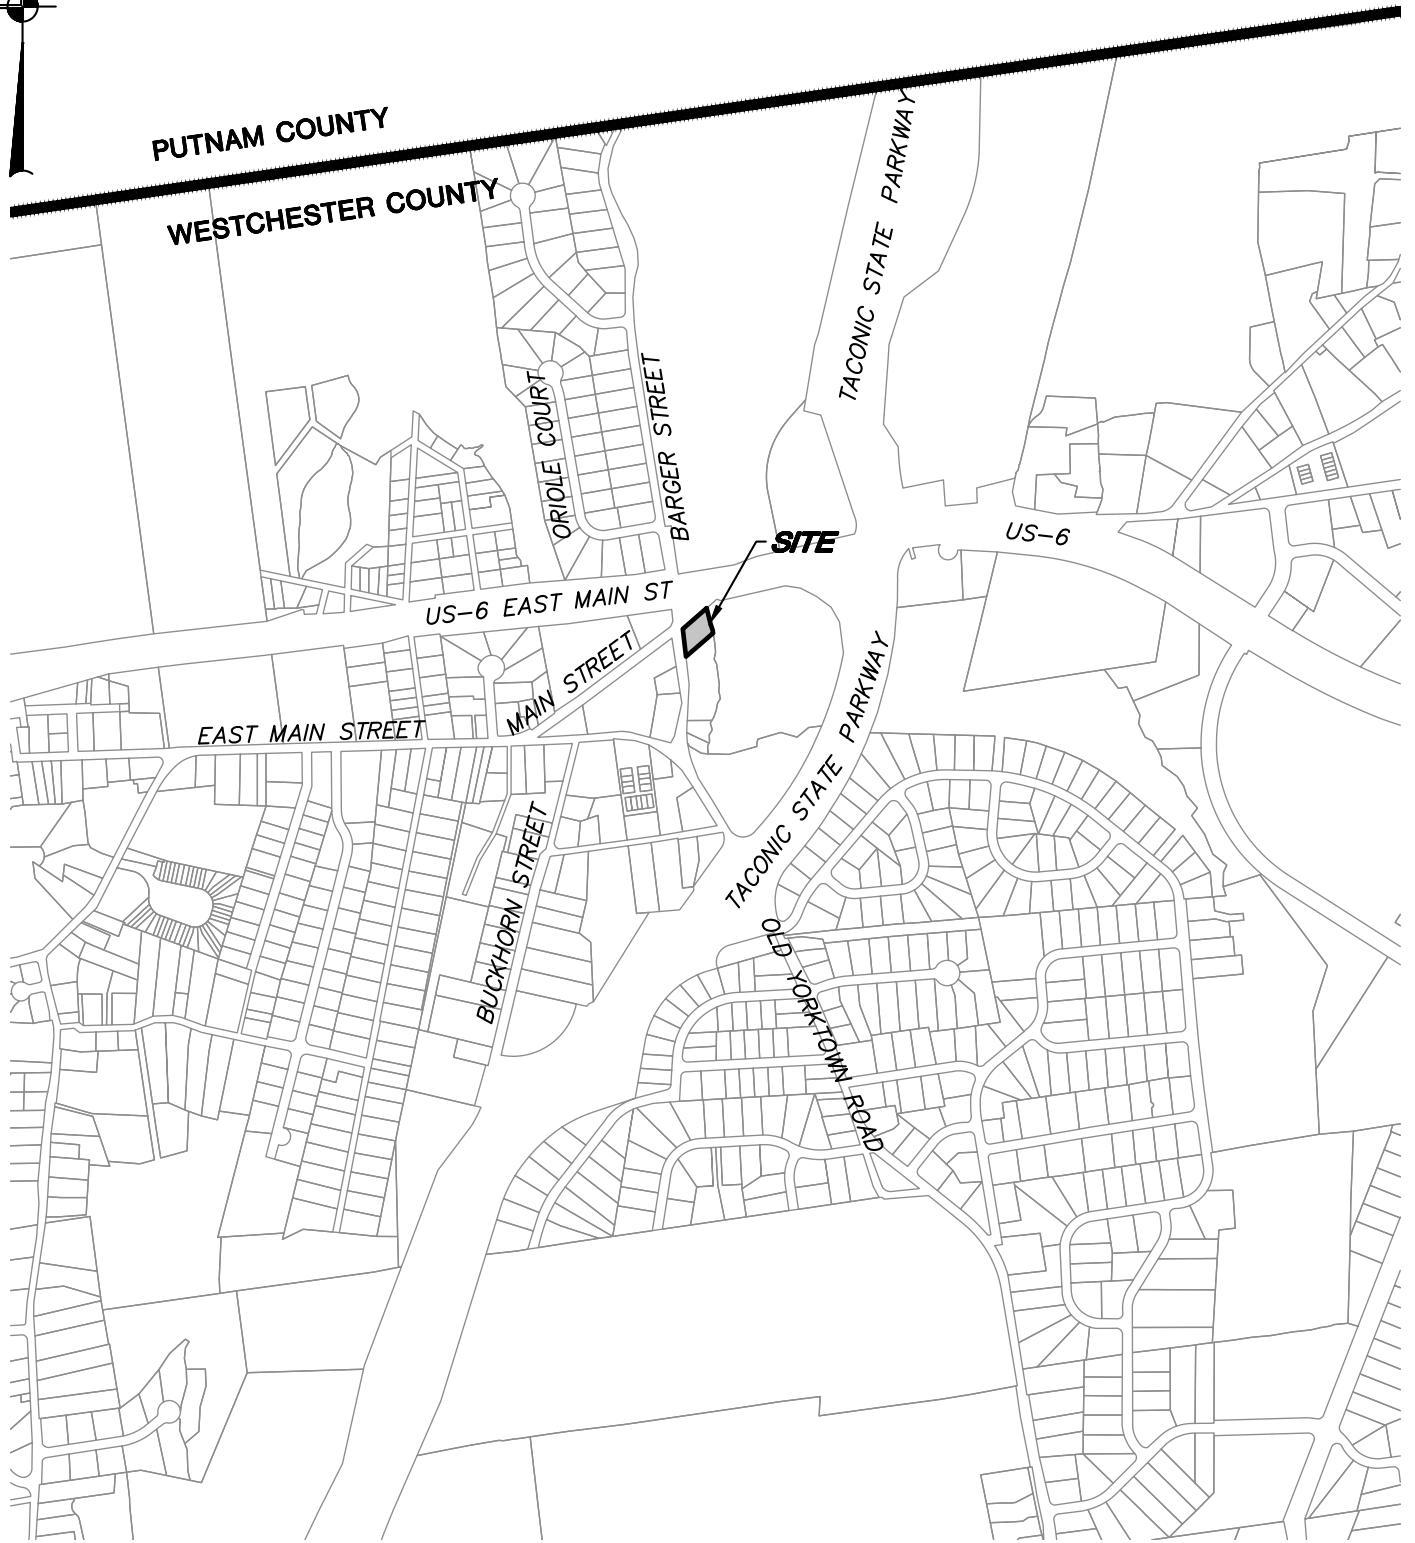 PUTNAM COUNTY
WESTCHESTER COUNTY
TACONIC STATE PARKWAY
ORIOLE COURT
BARGER STREET
SITE
US-6
US-6 EAST MAIN ST
MAIN STREET
EAST MAIN STREET
TACONIC STATE PARKWAY
BUCKHORN STREET
OLD YORKTOWN ROAD